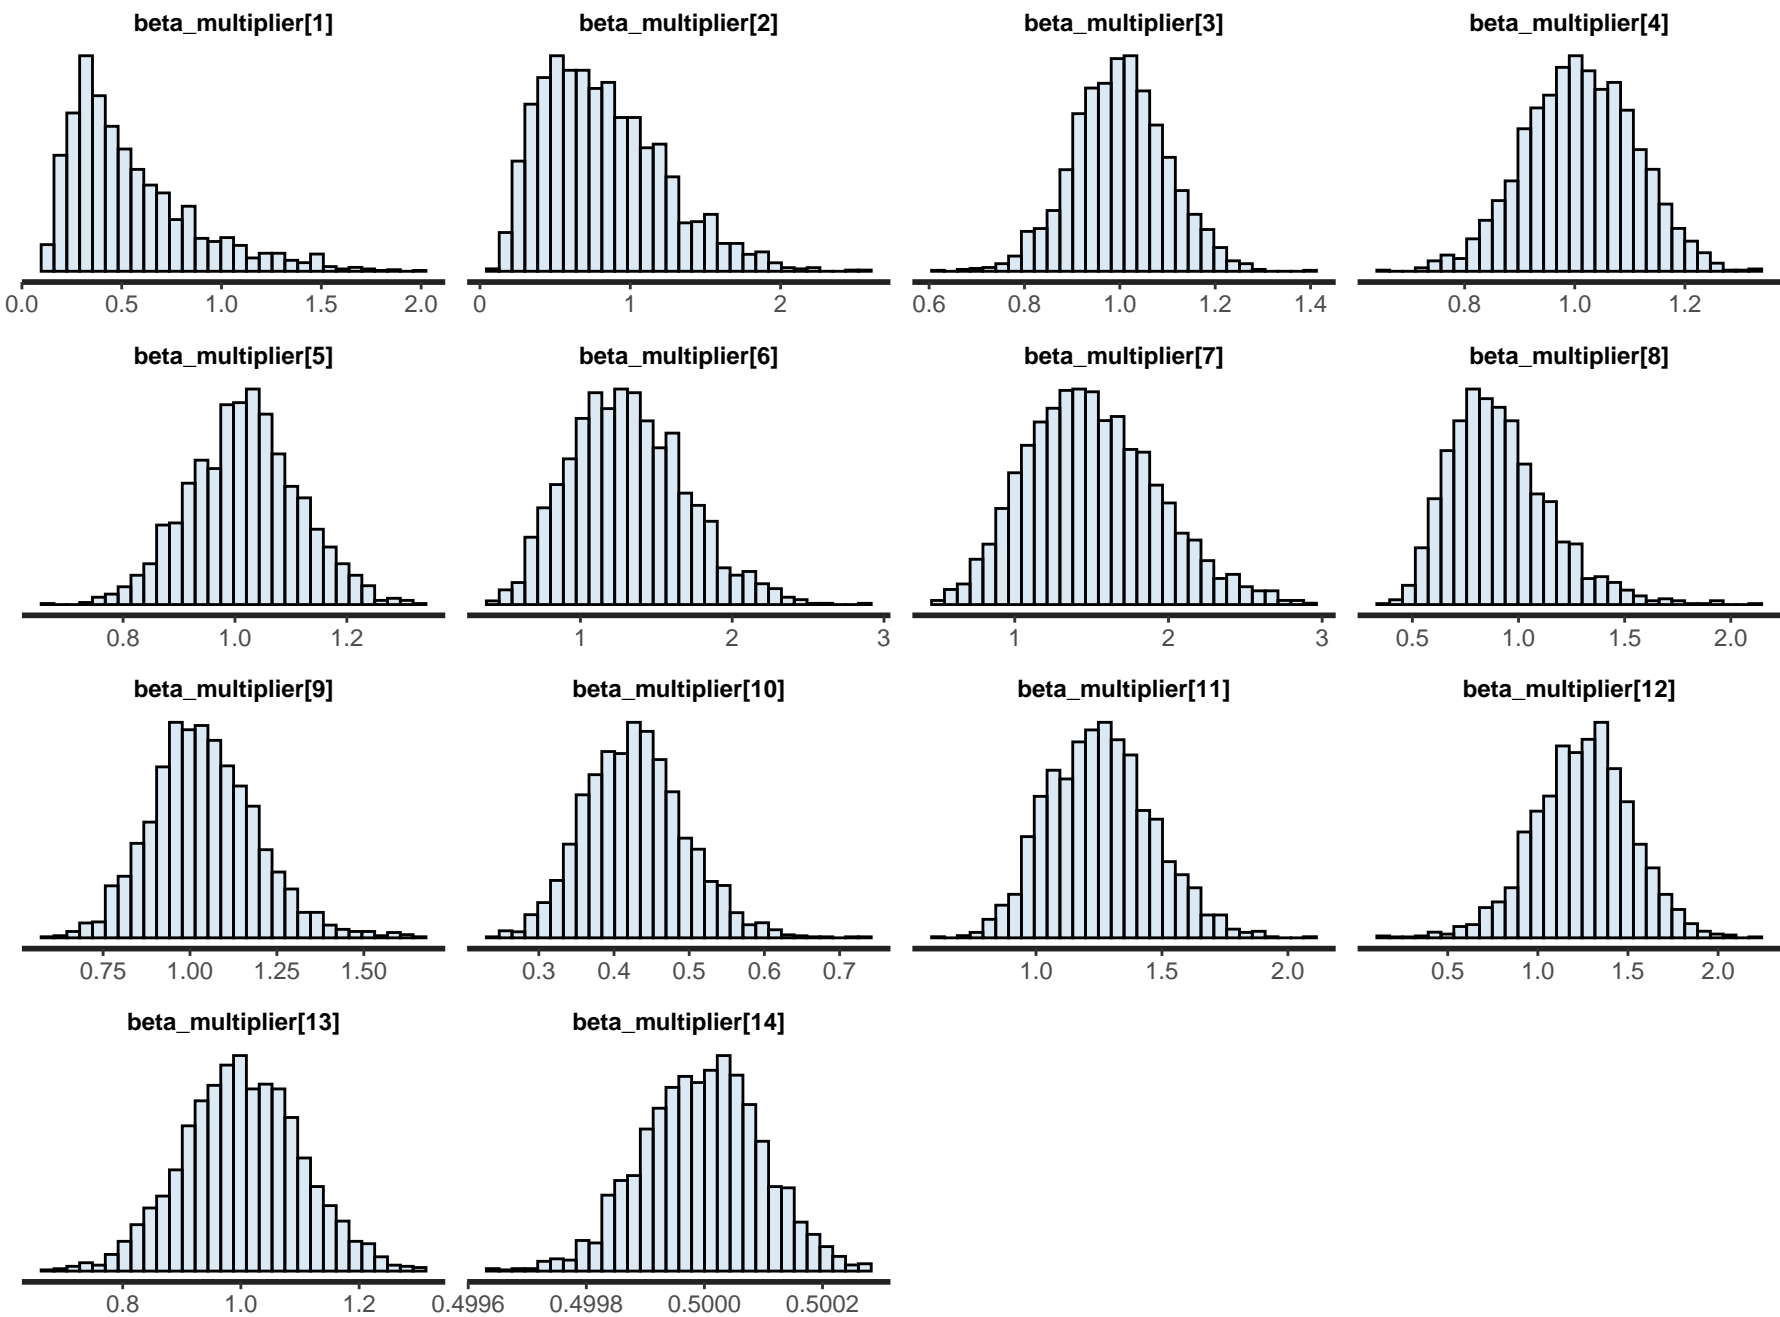 beta_multiplier[1] beta_multiplier[2] beta_multiplier[3] beta_multiplier[4]
0.0 0.5 1.0 1.5 2.0 0 1 2 0.6 0.8 1.0 1.2 1.4 0.8 1.0 1.2
beta_multiplier[5] beta_multiplier[6] beta_multiplier[7] beta_multiplier[8]
0.8 1.0 1.2 1 2 3 1 2 3 0.5 1.0 1.5 2.0
beta_multiplier[9] beta_multiplier[10] beta_multiplier[11] beta_multiplier[12]
0.75 1.00 1.25 1.50 0.3 0.4 0.5 0.6 0.7 1.0 1.5 2.0 0.5 1.0 1.5 2.0
beta_multiplier[13] beta_multiplier[14]
0.8 1.0 1.2 0.4996 0.4998 0.5000 0.5002